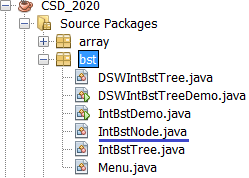 CSD_2020
Source Packages
array
bst
DSWIntBstTree.java
DSWIntBstTreeDemo.java
IntBstDemo.java
IntBstNode.java
IntBstTree.java
Menu.java